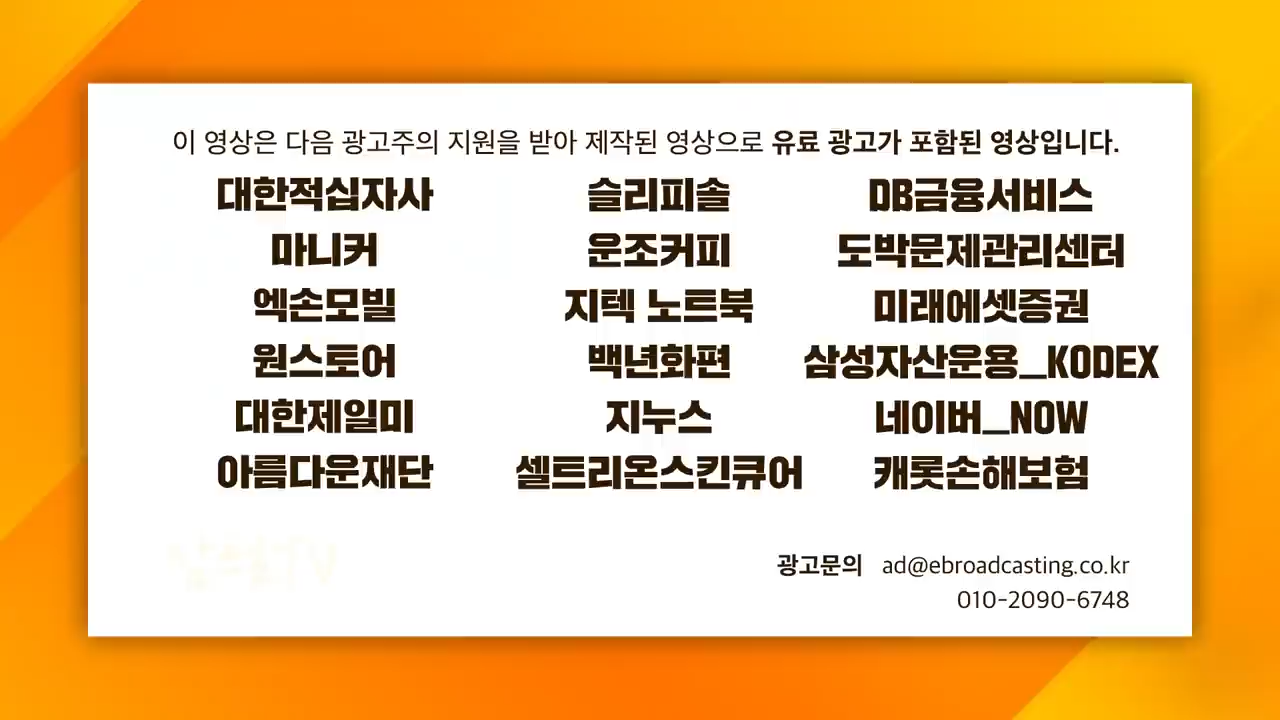 이 영상은 다음 광고주의 지원을 받아 제작된 영상으로 유료 광고가 포함된 영상입니다.
대한적십자사 슬리피솔 DB금융서비스
마니커 운조커피 도박문제관리센터
엑손모빌 지텍 노트북 미래에셋증권
원스토어 백년화편 삼성자산운용_KODEX
대한제일미 지누스 네이버_NOW
아름다운재단 셀트리온스킨큐어 캐롯손해보험
광고문의 ad@ebroadcasting.co.kr
010-2090-6748